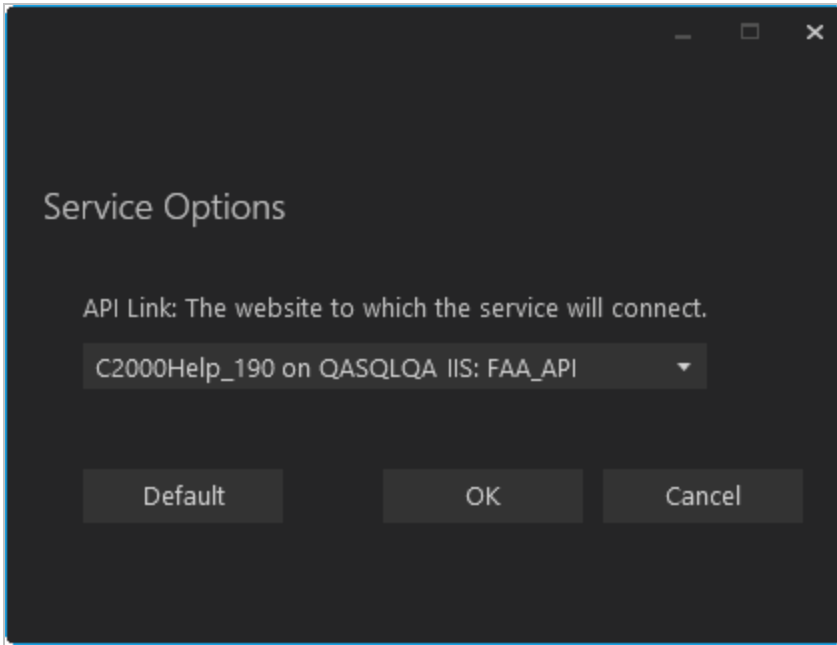 Service Options
API Link: The website to which the service will connect.
C2000Help_190 on QASQLQA IIS: FAA_API
Default
OK
Cancel